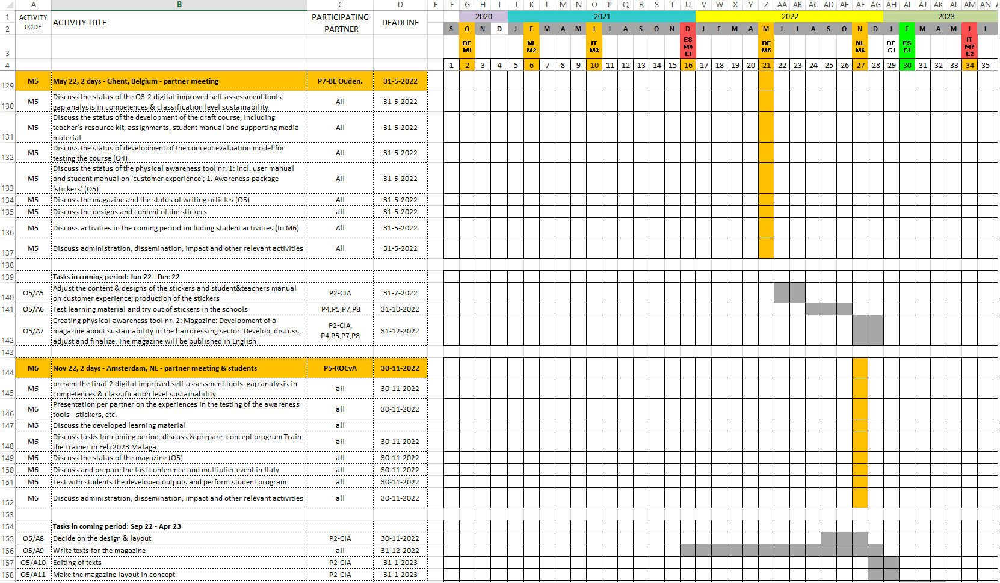 A B C D E F G H I J K L M N O P Q R S T U V W X Y Z AA AB AC AD AE AF AG AH AI AJ AK AL AM AN
1 ACTIVITY CODE ACTIVITY TITLE PARTICIPATING PARTNER DEADLINE 2020 2021 2022 2023
2 S O N D J F M A M J J A S O N D J F M A M J J A S O N D J F M A M J J
3 BE M1 NL M2 IT M3 ES M4 E1 BE M5 NL M6 BE C1 ES C1 IT M7 E2
4 1 2 3 4 5 6 7 8 9 10 11 12 13 14 15 16 17 18 19 20 21 22 23 24 25 26 27 28 29 30 31 32 33 34 35
129 M5 May 22, 2 days - Ghent, Belgium - partner meeting P7-BE Ouden. 31-5-2022
130 M5 Discuss the status of the O3-2 digital improved self-assessment tools:
gap analysis in competences & classification level sustainability All 31-5-2022
131 M5 Discuss the status of the development of the draft course, including
teacher's resource kit, assignments, student manual and supporting media
material All 31-5-2022
132 M5 Discuss the status of development of the concept evaluation model for
testing the course (O4) All 31-5-2022
133 M5 Discuss the status of the physical awareness tool nr. 1: incl. user manual
and student manual on ‘customer experience’; 1. Awareness package
‘stickers’ (O5) All 31-5-2022
134 M5 Discuss the magazine and the status of writing articles (O5) All 31-5-2022
135 M5 Discuss the designs and content of the stickers all 31-5-2022
136 M5 Discuss activities in the coming period including student activities (to M6) All 31-5-2022
137 M5 Discuss administration, dissemination, impact and other relevant activities All 31-5-2022
138
139 Tasks in coming period: Jun 22 - Dec 22
140 O5/A5 Adjust the content & designs of the stickers and student&teachers manual
on customer experience; production of the stickers P2-CIA 31-7-2022
141 O5/A6 Test learning material and try out of stickers in the schools P4,P5,P7,P8 31-10-2022
142 O5/A7 Creating physical awareness tool nr. 2: Magazine: Development of a
magazine about sustainability in the hairdressing sector. Develop, discuss,
adjust and finalize. The magazine will be published in English P2-CIA, P4,P5,P7,P8 31-12-2022
143
144 M6 Nov 22, 2 days - Amsterdam, NL - partner meeting & students P5-ROCvA 30-11-2022
145 M6 present the final 2 digital improved self-assessment tools: gap analysis in
competences & classification level sustainability all 30-11-2022
146 M6 Presentation per partner on the experiences in the testing of the awareness
tools - stickers, etc. all 30-11-2022
147 M6 Discuss the developed learning material all
148 M6 Discuss tasks for coming period: discuss & prepare  concept program Train
the Trainer in Feb 2023 Malaga all 30-11-2022
149 M6 Discuss the status of the magazine (O5) all 30-11-2022
150 M6 Discuss and prepare the last conference and multiplier event in Italy all 30-11-2022
151 M6 Test with students the developed outputs and perform student program all 30-11-2022
152 M6 Discuss administration, dissemination, impact and other relevant activities all 30-11-2022
153
154 Tasks in coming period: Sep 22 - Apr 23
155 O5/A8 Decide on the design & layout P2-CIA 30-11-2022
156 O5/A9 Write texts for the magazine all 31-12-2022
157 O5/A10 Editing of texts P2-CIA 31-1-2023
158 O5/A11 Make the magazine layout in concept P2-CIA 31-1-2023